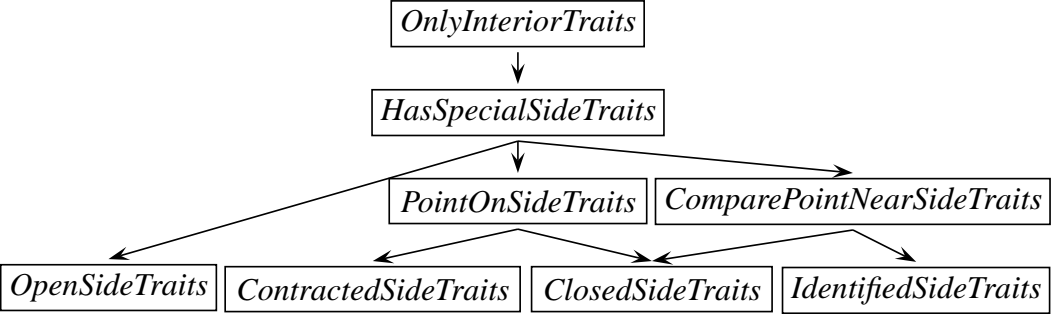 OnlyInteriorTraits
HasSpecialSideTraits
PointOnSideTraits
ComparePointNearSideTraits
OpenSideTraits
ContractedSideTraits
ClosedSideTraits
IdentifiedSideTraits